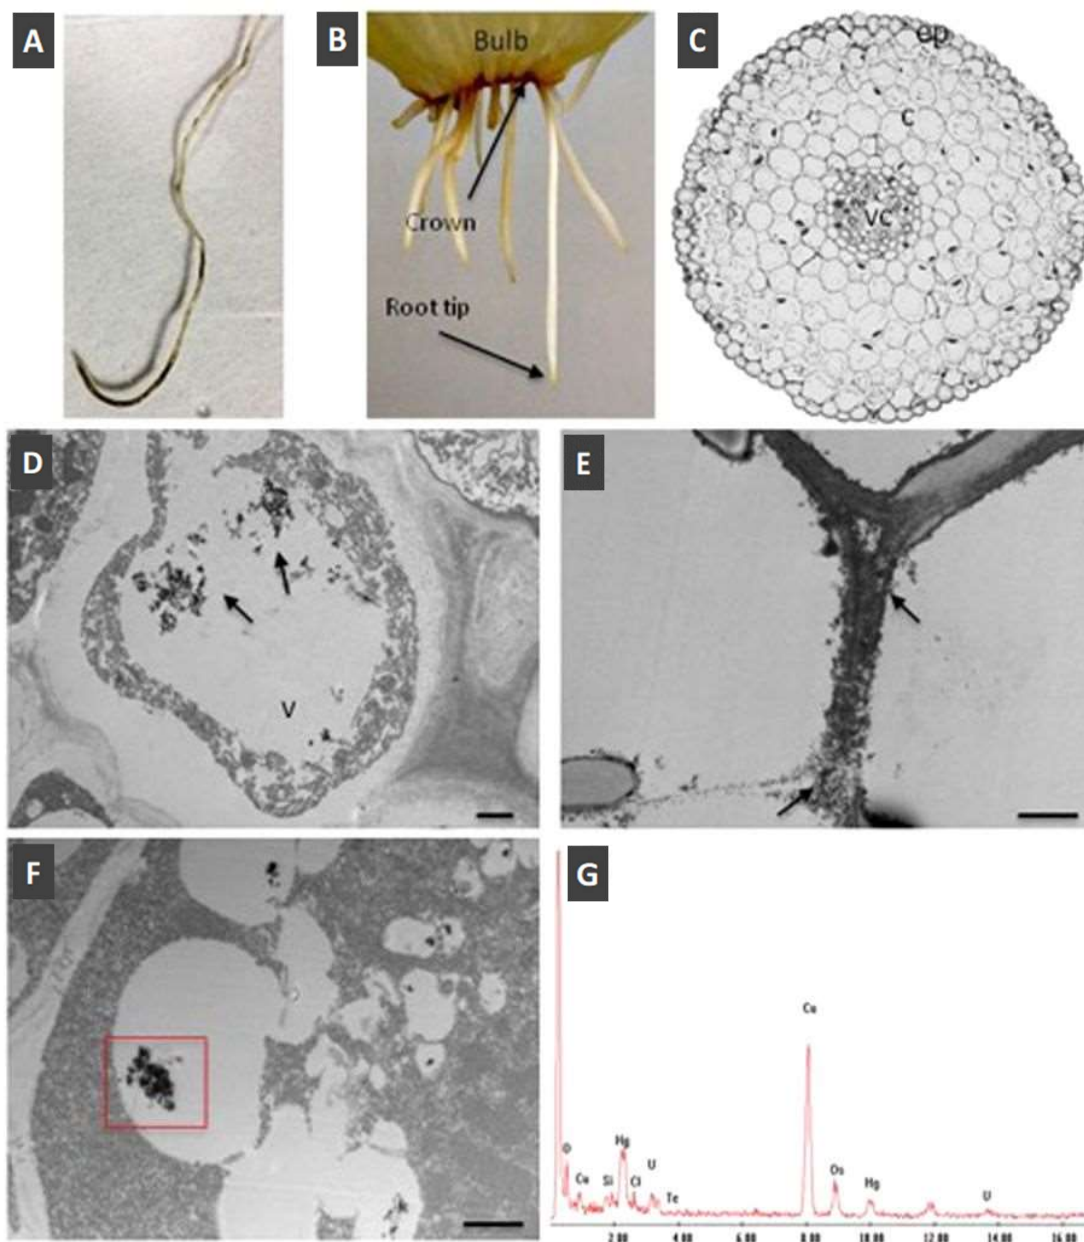 A
B
Bulb
Crown
Root tip
C
ep
c
VC
D
V
E
F
G
O
Cu
Si
Hg
Cl
U
Te
Cu
Os
Hg
U
2.00 4.00 6.00 8.00 10.00 12.00 14.00 16.00